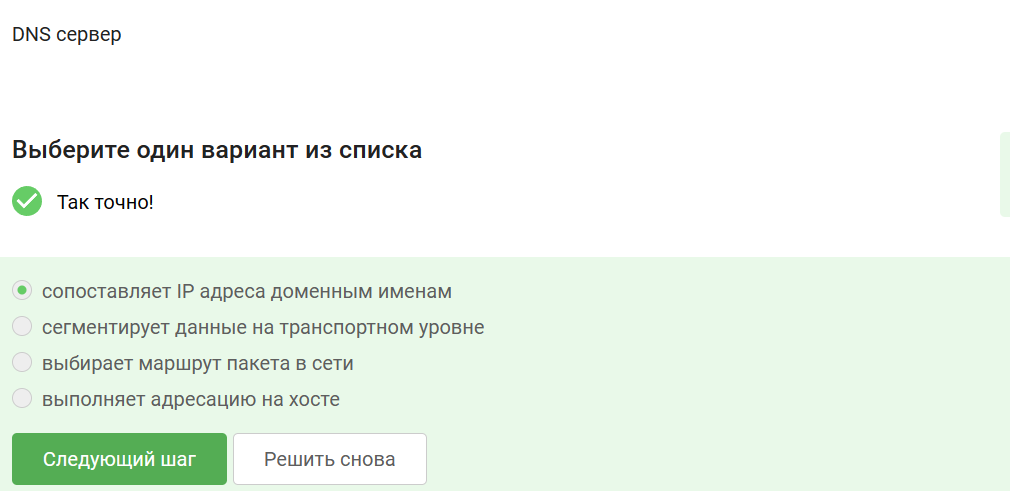 DNS сервер
Выберите один вариант из списка
Так точно!
сопоставляет IP адреса доменным именам
сегментирует данные на транспортном уровне
выбирает маршрут пакета в сети
выполняет адресацию на хосте
Следующий шаг
Решить снова